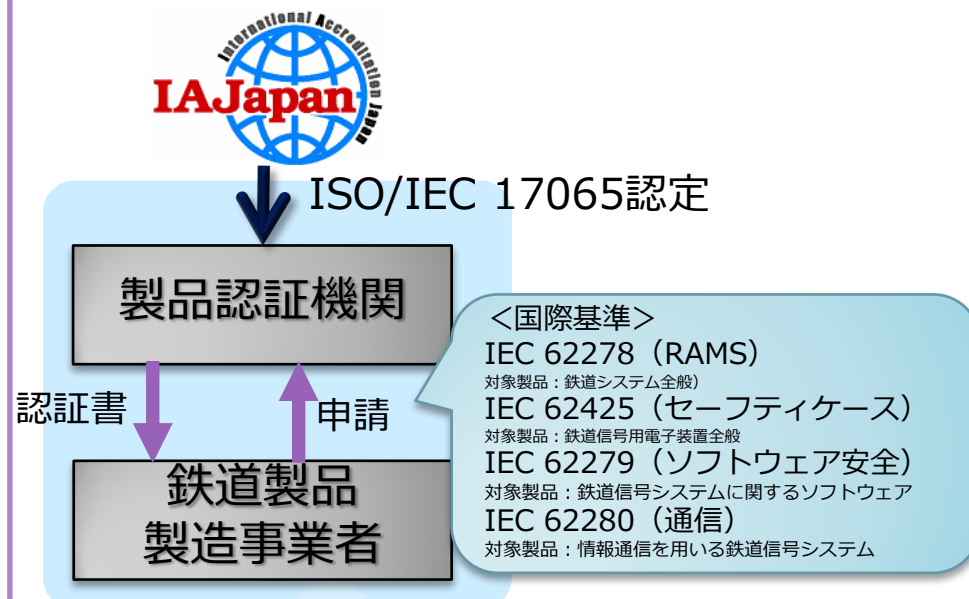 International Accreditation Japan
IAJapan
ISO/IEC 17065認定
製品認証機関
認証書
申請
鉄道製品
製造事業者
＜国際基準＞
IEC 62278（RAMS）
対象製品：鉄道システム全般）
IEC 62425（セーフティケース）
対象製品：鉄道信号用電子装置全般
IEC 62279（ソフトウェア安全）
対象製品：鉄道信号システムに関するソフトウェア
IEC 62280（通信）
対象製品：情報通信を用いる鉄道信号システム